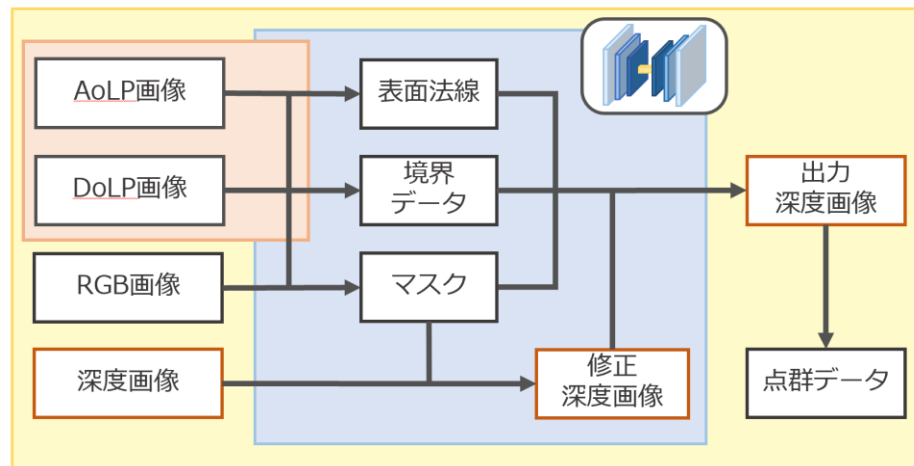 AoLP画像
DoLP画像
RGB画像
深度画像
表面法線
境界
データ
マスク
修正
深度画像
出力
深度画像
点群データ